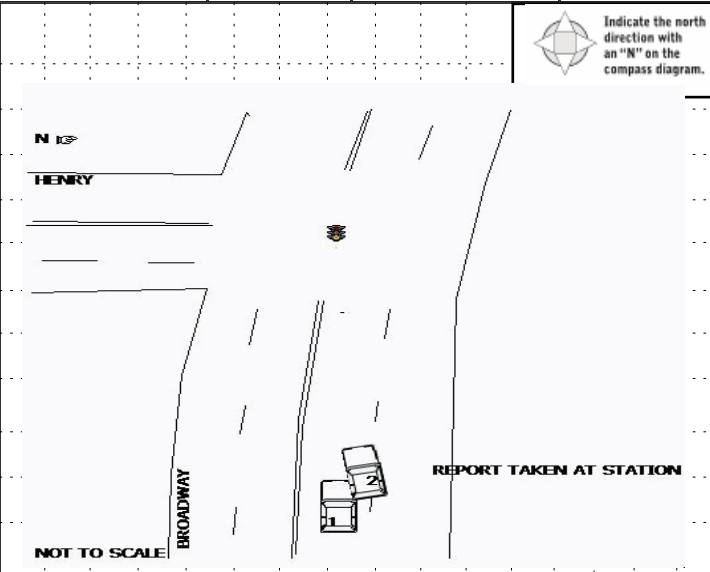 Indicate the north
direction with
an “N” on the
compass diagram.
N
HENRY
2
REPORT TAKEN AT STATION
1
BROADWAY
NOT TO SCALE